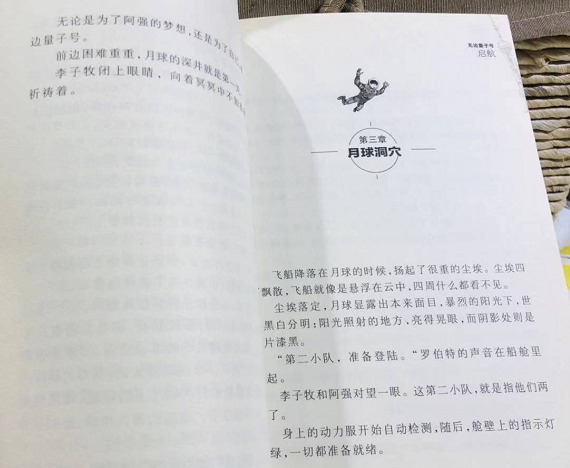 无论是为了阿强的梦想,还是为了
边量子号。
前边困难重重,月球的深井就是第
李子牧闭上眼睛,向着冥冥中不
祈祷着。
无边量子号
启航
第三章
月球洞穴
飞船降落在月球的时候,扬起了很重的尘埃。尘埃四
飘散,飞船就像是悬浮在云中,四周什么都看不见。
尘埃落定,月球显露出本来面目,暴烈的阳光下,世
黑白分明;阳光照射的地方,亮得晃眼,而阴影处则是
片漆黑。
“第二小队,准备登陆。”罗伯特的声音在船舱里
起。
李子牧和阿强对望一眼。这第二小队,就是指他们两
了。
身上的动力服开始自动检测,随后,舱壁上的指示灯
绿,一切都准备就绪。